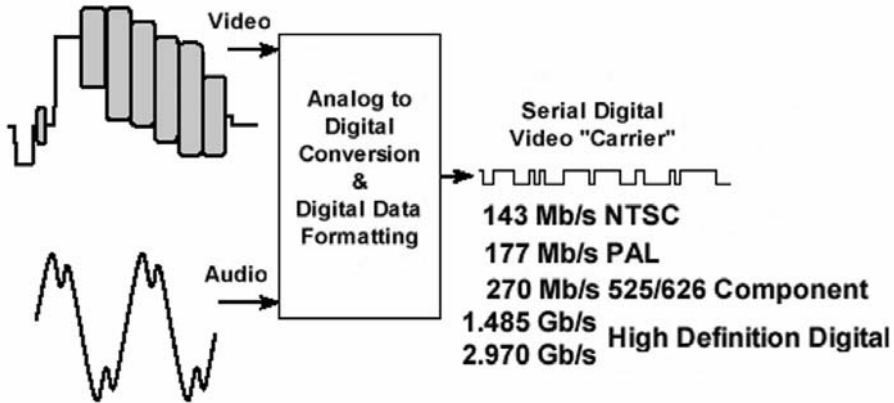 Video
Analog to
Digital
Conversion
&
Digital Data
Formatting
Audio
Serial Digital
Video "Carrier"
143 Mb/s NTSC
177 Mb/s PAL
270 Mb/s 525/626 Component
1.485 Gb/s
2.970 Gb/s
High Definition Digital